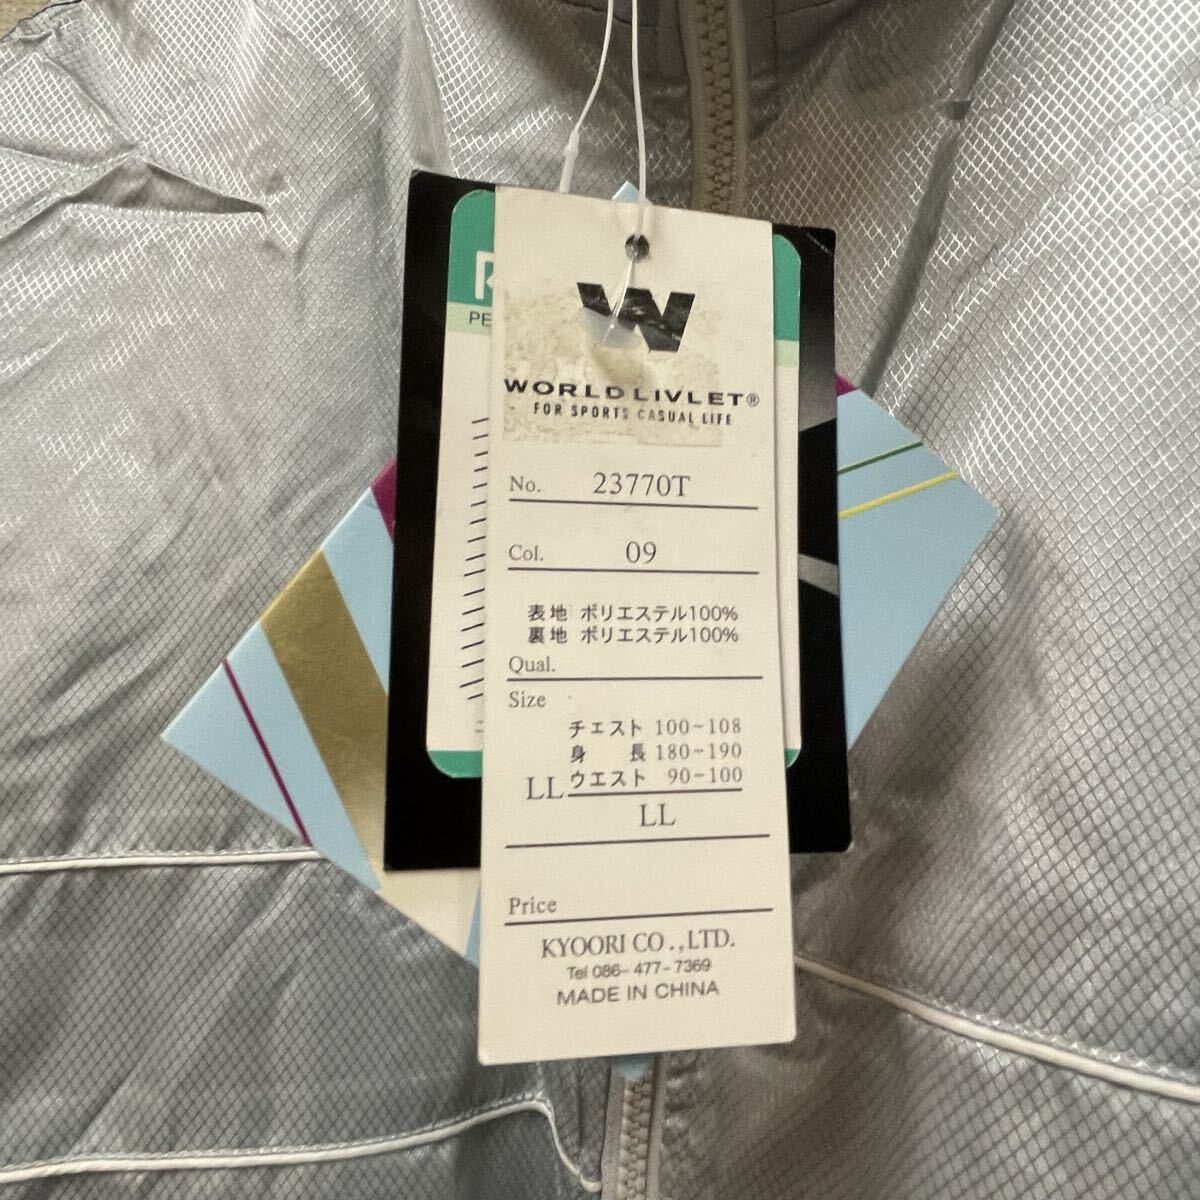 PE
W
WORLD LIVLET®
FOR SPORTS CASUAL LIFE
No. 23770T
Col. 09
表地 ポリエステル100%
裏地 ポリエステル100%
Qual.
Size
チェスト 100~108
身長 180~190
LL ウエスト 90~100
LL
Price
KYOORI CO.,LTD.
Tel 086-477-7369
MADE IN CHINA